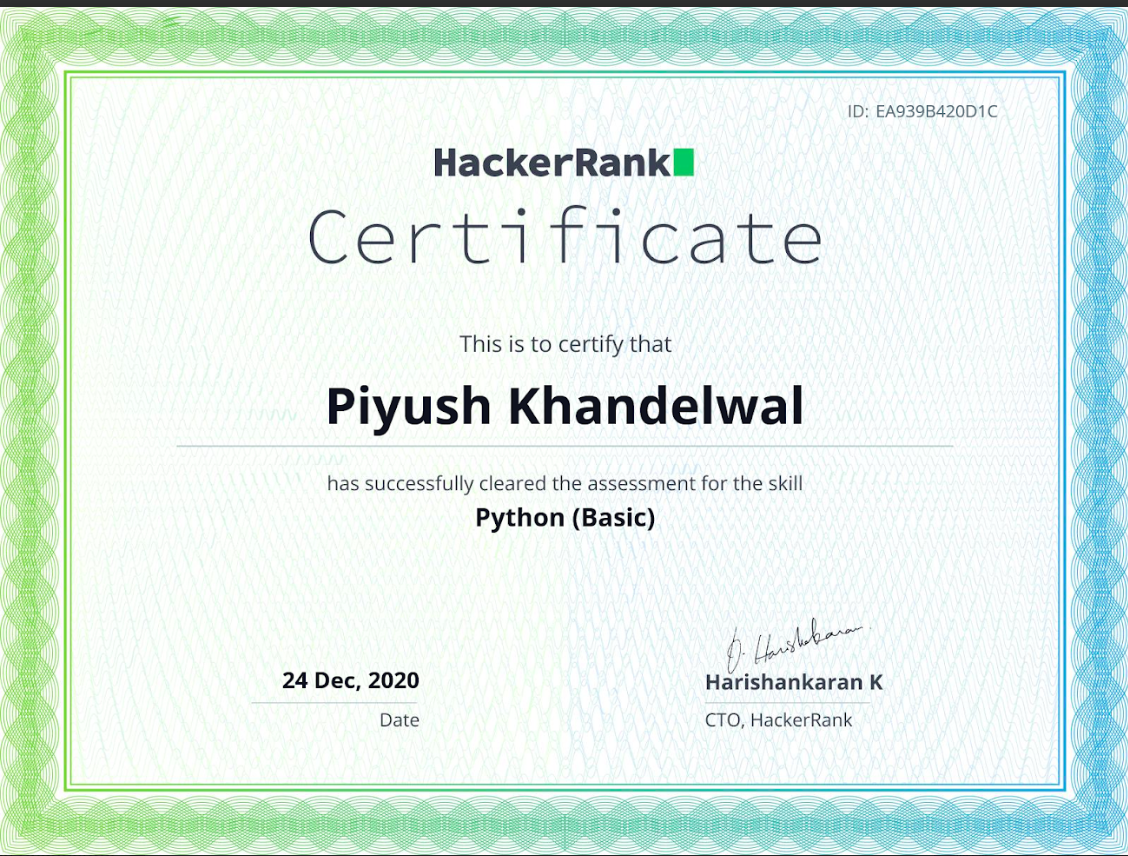 ID: EA939B420D1C
HackerRank
Certificate
This is to certify that
Piyush Khandelwal
has successfully cleared the assessment for the skill
Python (Basic)
24 Dec, 2020
Date
Harishankaran K
CTO, HackerRank